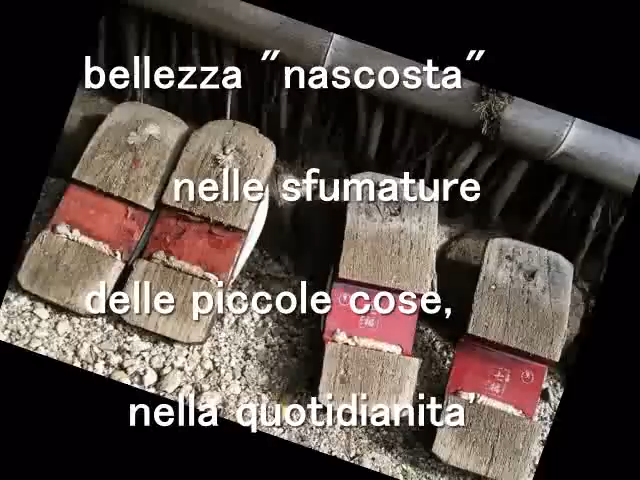 bellezza "nascosta"
nelle sfumature
delle piccole cose,
nella quotidianita